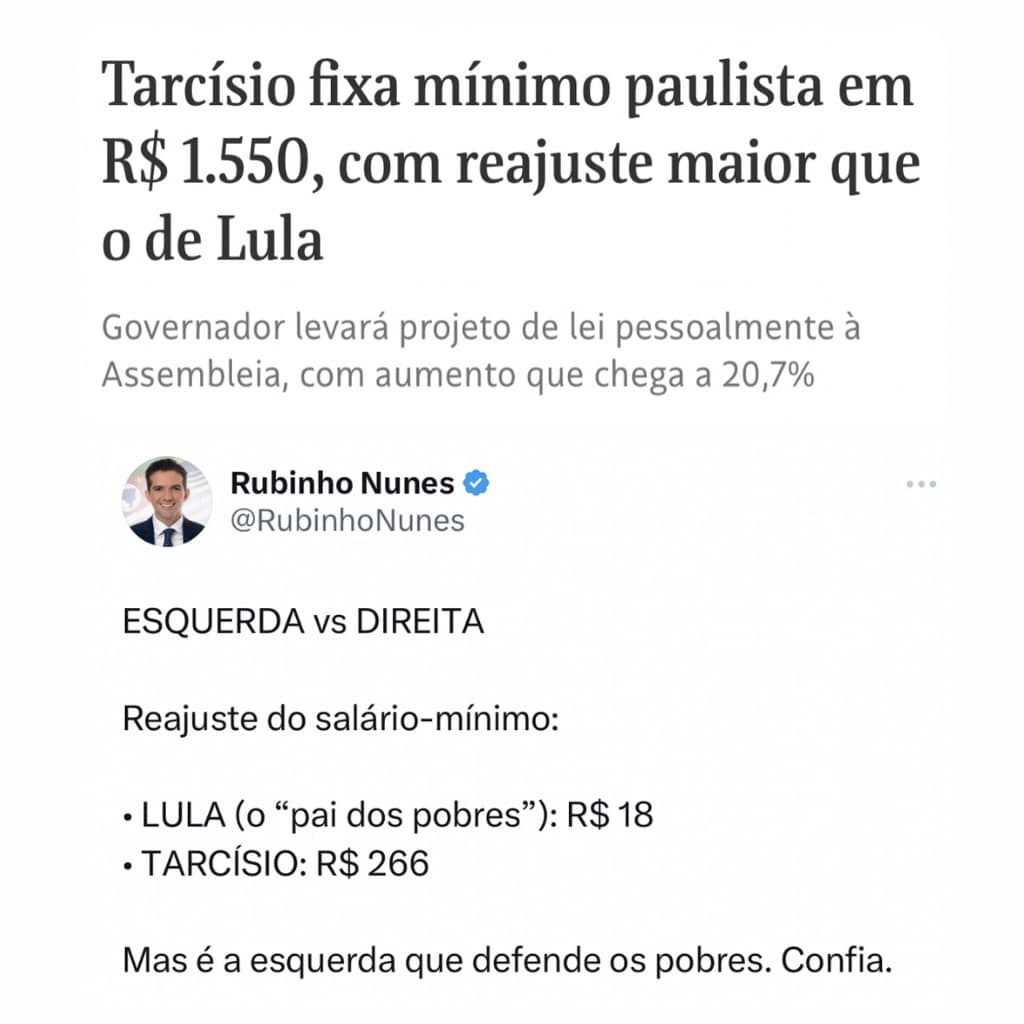 Tarcísio fixa mínimo paulista em
R$ 1.550, com reajuste maior que
o de Lula
Governador levará projeto de lei pessoalmente à
Assembleia, com aumento que chega a 20,7%
Rubinho Nunes
@RubinhoNunes
ESQUERDA vs DIREITA
Reajuste do salário-mínimo:
• LULA (o “pai dos pobres”): R$ 18
• TARCÍSIO: R$ 266
Mas é a esquerda que defende os pobres. Confia.